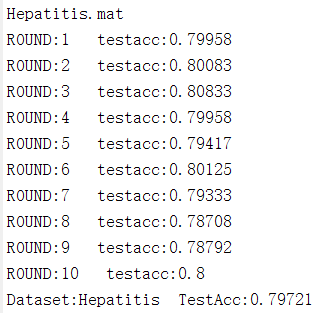 Hepatitis.mat
ROUND:1 testacc:0.79958
ROUND:2 testacc:0.80083
ROUND:3 testacc:0.80833
ROUND:4 testacc:0.79958
ROUND:5 testacc:0.79417
ROUND:6 testacc:0.80125
ROUND:7 testacc:0.79333
ROUND:8 testacc:0.78708
ROUND:9 testacc:0.78792
ROUND:10 testacc:0.8
Dataset:Hepatitis TestAcc:0.79721